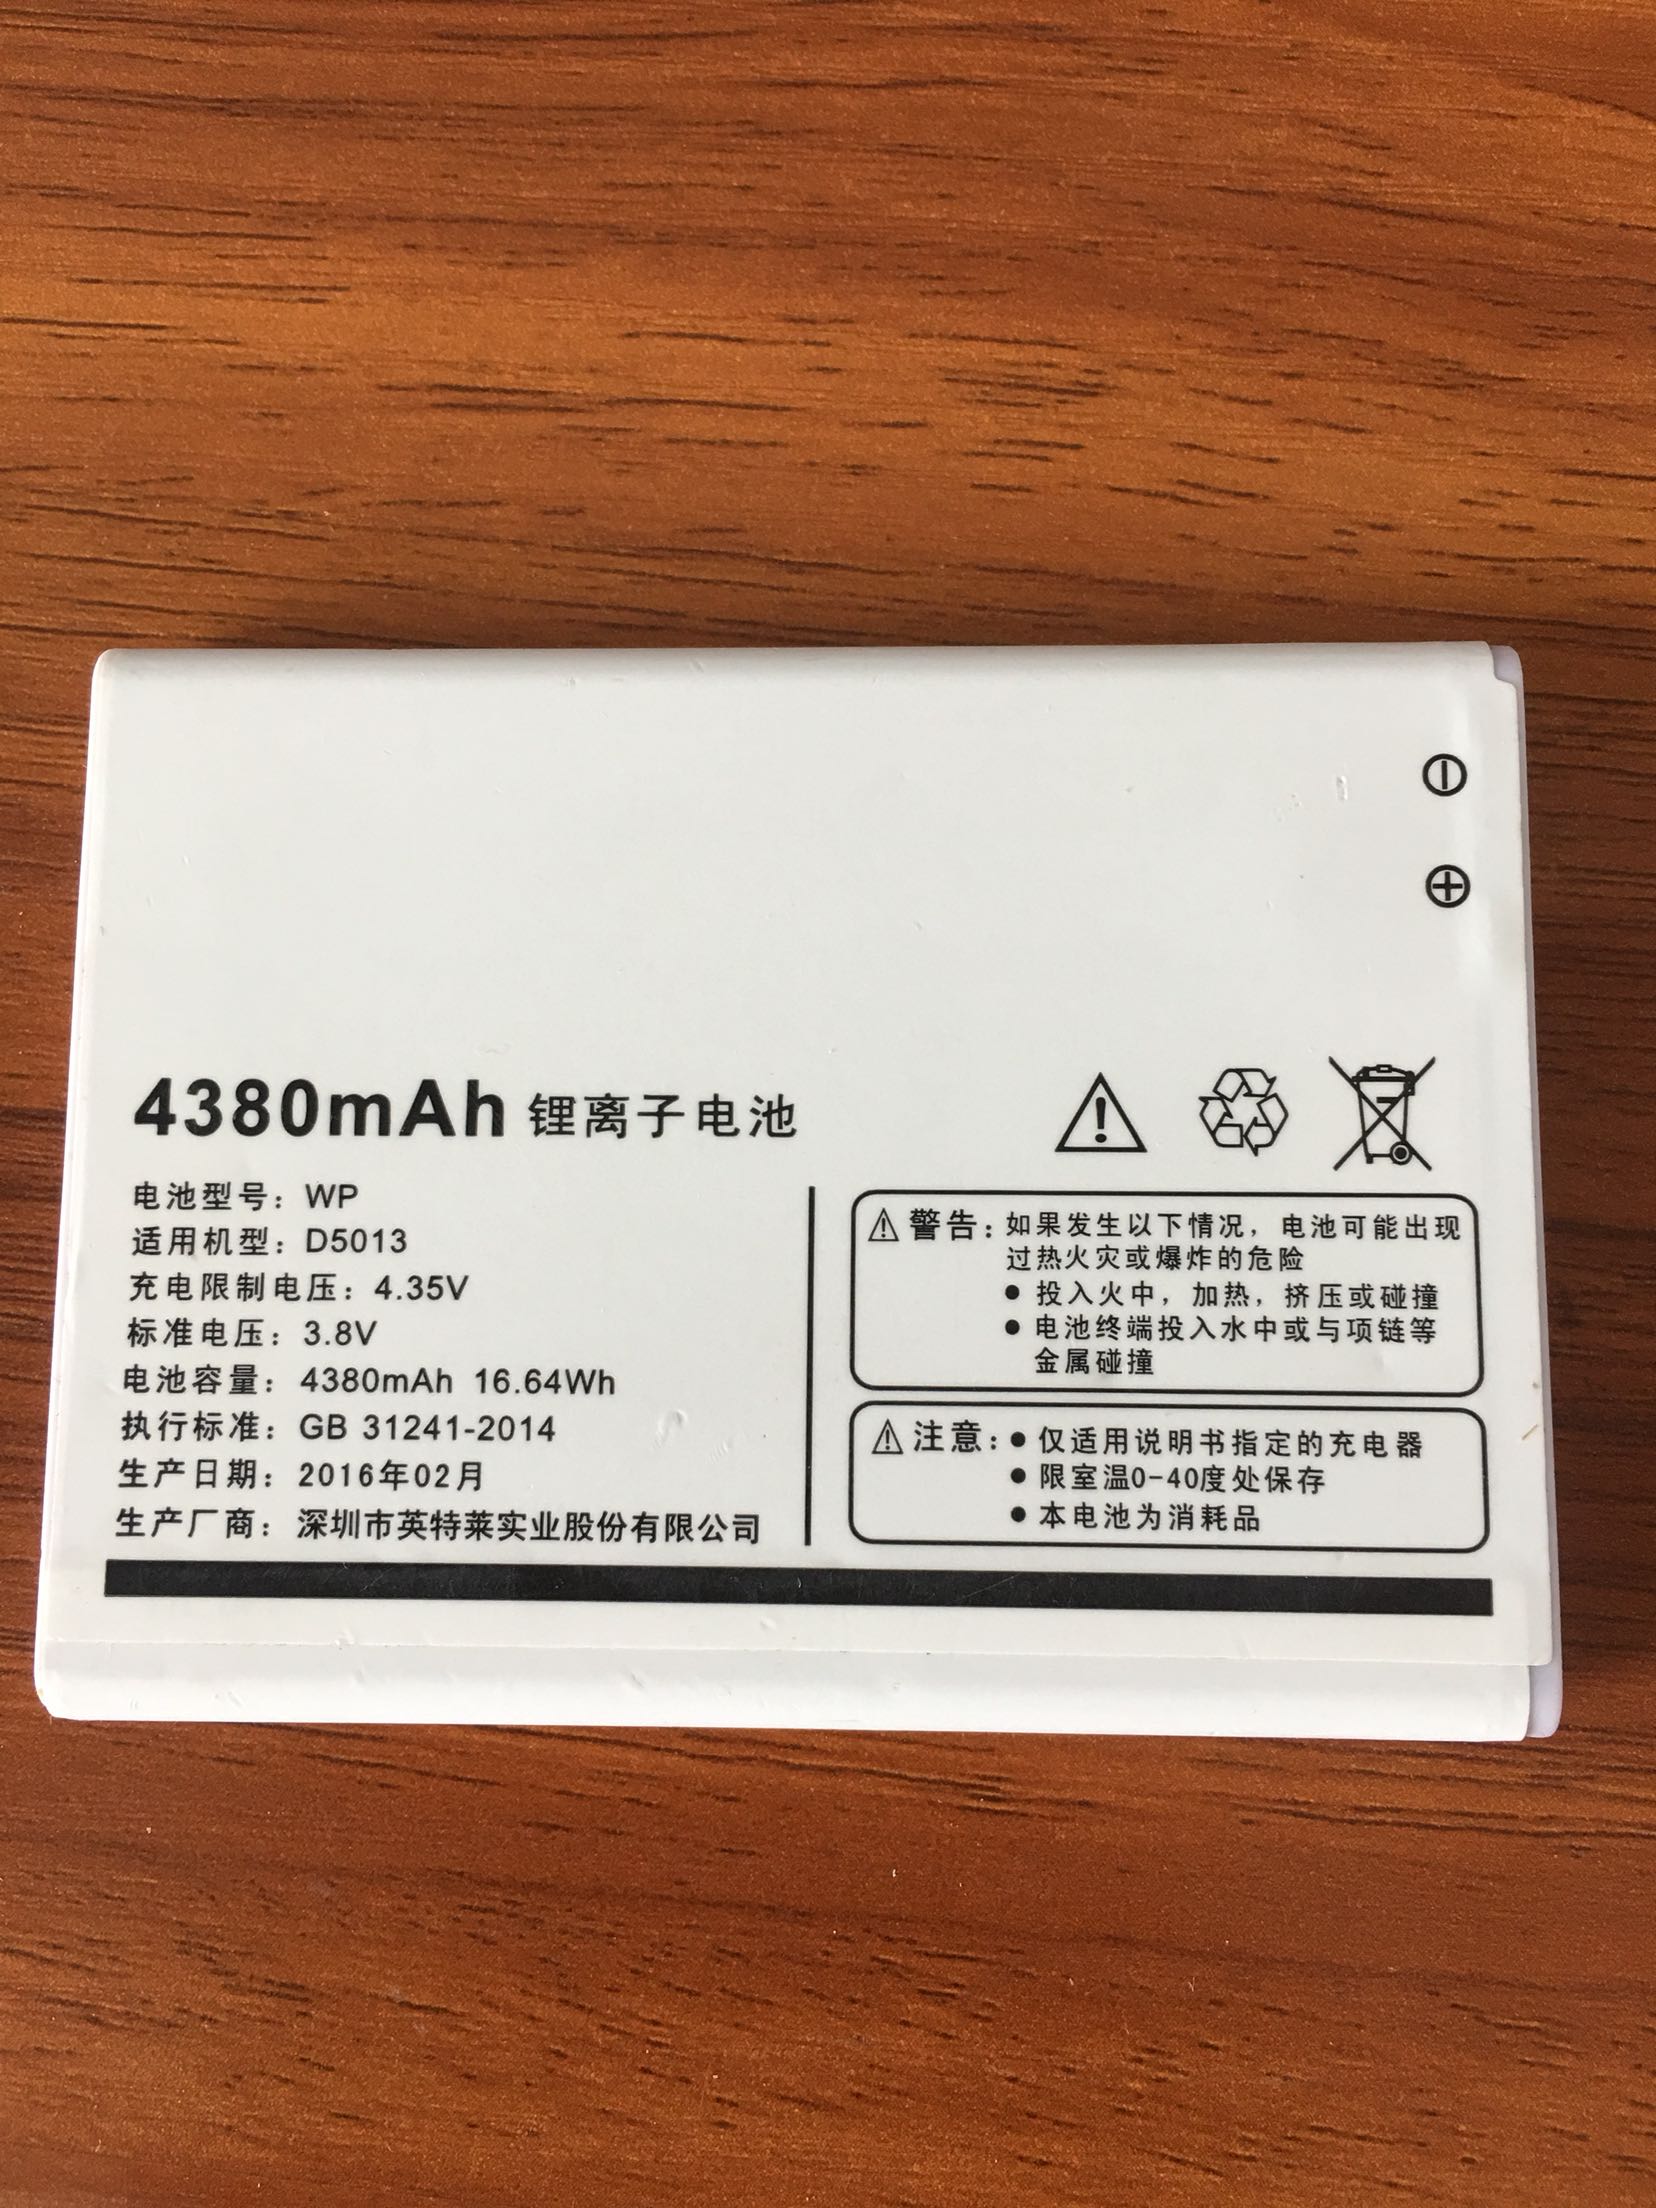 4380mAh 锂离子电池
电池型号：WP
适用机型：D5013
充电限制电压：4.35V
标准电压：3.8V
电池容量：4380mAh 16.64Wh
执行标准：GB 31241-2014
生产日期：2016年02月
生产厂商：深圳市英特莱实业股份有限公司
警告：如果发生以下情况，电池可能出现
过热火灾或爆炸的危险
● 投入火中，加热，挤压或碰撞
● 电池终端投入水中或与项链等
金属碰撞
注意：● 仅适用说明书指定的充电器
● 限室温0-40度处保存
● 本电池为消耗品